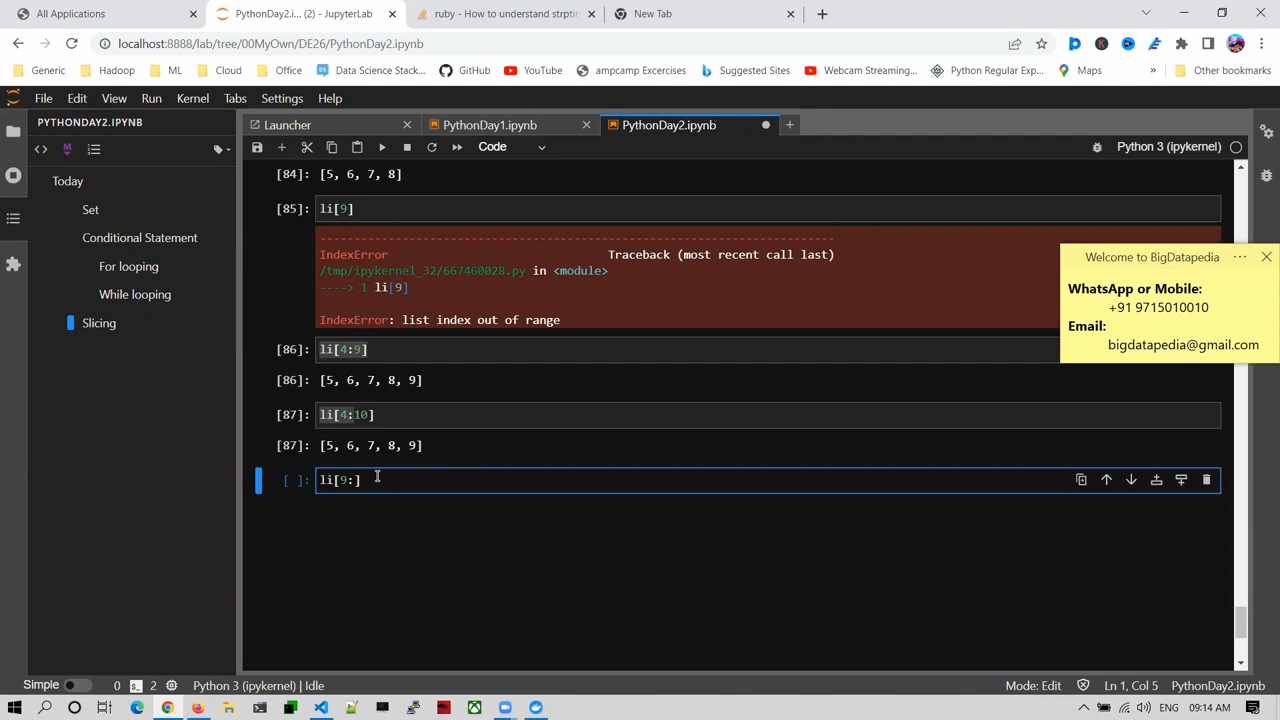 All Applications
PythonDay2.i... (2) - JupyterLab
ruby - How to understand strptin
New Tab
localhost:8888/lab/tree/00MyOwn/DE26/PythonDay2.ipynb
Generic
Hadoop
ML
Cloud
Office
Data Science Stack...
GitHub
YouTube
ampcamp Excercises
Suggested Sites
Webcam Streaming...
Python Regular Exp...
Maps
»
Other bookmarks
File Edit View Run Kernel Tabs Settings Help
PYTHONDAY2.IPYNB
Launcher
PythonDay1.ipynb
PythonDay2.ipynb
Code
Python 3 (ipykernel)
Today
Set
Conditional Statement
For looping
While looping
Slicing
[84]: [5, 6, 7, 8]
[85]: li[9]
---------------------------------------------------------------------------
IndexError Traceback (most recent call last)
/tmp/ipykernel_32/667460028.py in <module>
----> 1 li[9]
IndexError: list index out of range
[86]: li[4:9]
[86]: [5, 6, 7, 8, 9]
[87]: li[4:10]
[87]: [5, 6, 7, 8, 9]
[ ]: li[9:]
Welcome to BigDatapedia
WhatsApp or Mobile:
+91 9715010010
Email:
bigdatapedia@gmail.com
Simple 0 2 Python 3 (ipykernel) | Idle Mode: Edit Ln 1, Col 5 PythonDay2.ipynb
ENG 09:14 AM